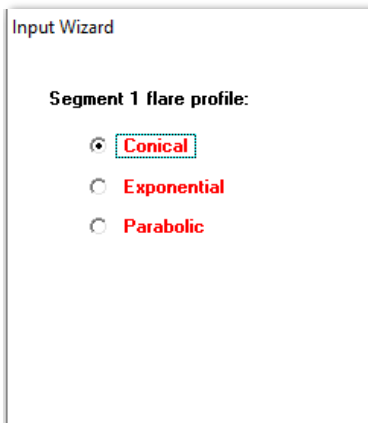 Input Wizard
Segment 1 flare profile:
Conical
Exponential
Parabolic